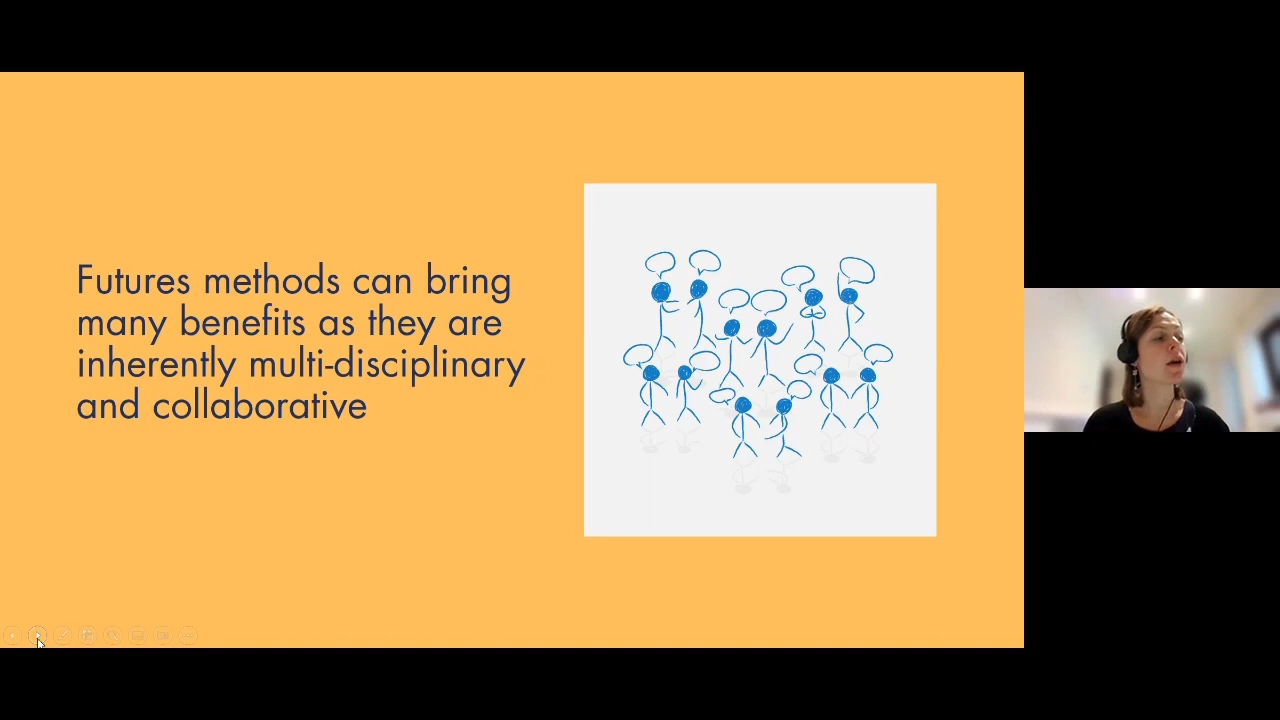 Futures methods can bring
many benefits as they are
inherently multi-disciplinary
and collaborative